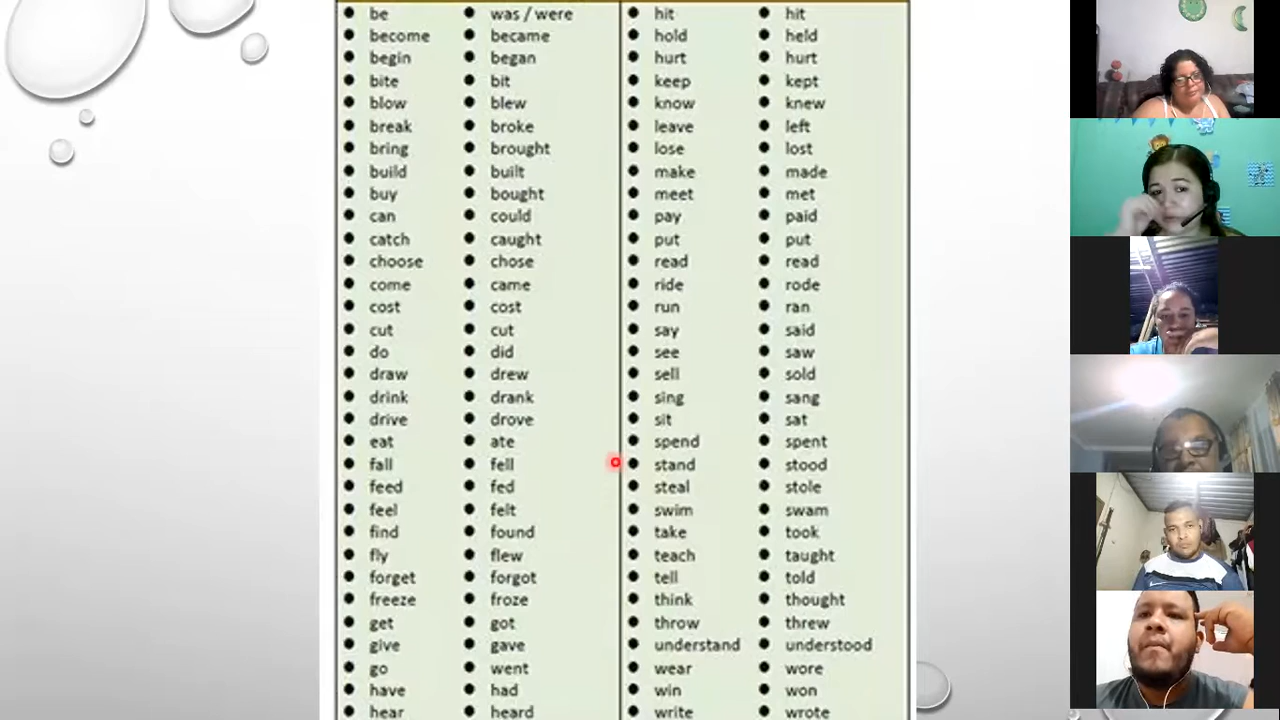 be was / were hit hit
become became hold held
begin began hurt hurt
bite bit keep kept
blow blew know knew
break broke leave left
bring brought lose lost
build built make made
buy bought meet met
can could pay paid
catch caught put put
choose chose read read
come came ride rode
cost cost run ran
cut cut say said
do did see saw
draw drew sell sold
drink drank sing sang
drive drove sit sat
eat ate spend spent
fall fell stand stood
feed fed steal stole
feel felt swim swam
find found take took
fly flew teach taught
forget forgot tell told
freeze froze think thought
get got throw threw
give gave understand understood
go went wear wore
have had win won
hear heard write wrote